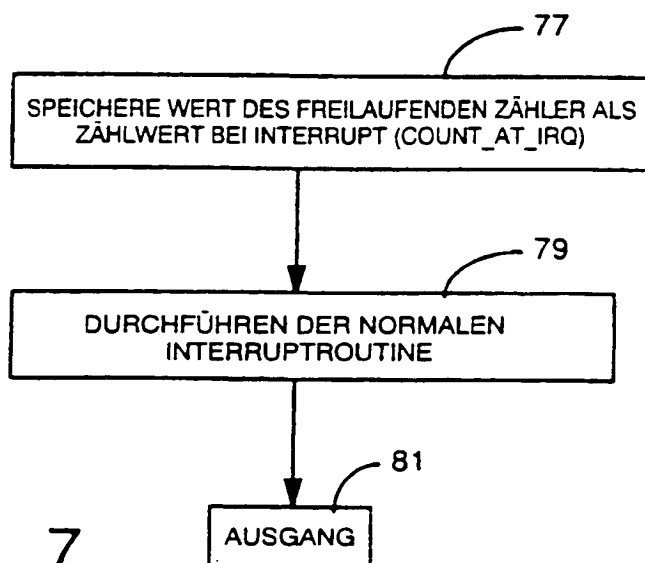 77
SPEICHERE WERT DES FREILAUFENDEN ZÄHLER ALS
ZÄHLWERT BEI INTERRUPT (COUNT_AT_IRQ)
79
DURCHFÜHREN DER NORMALEN
INTERRUPTROUTINE
81
AUSGANG
7